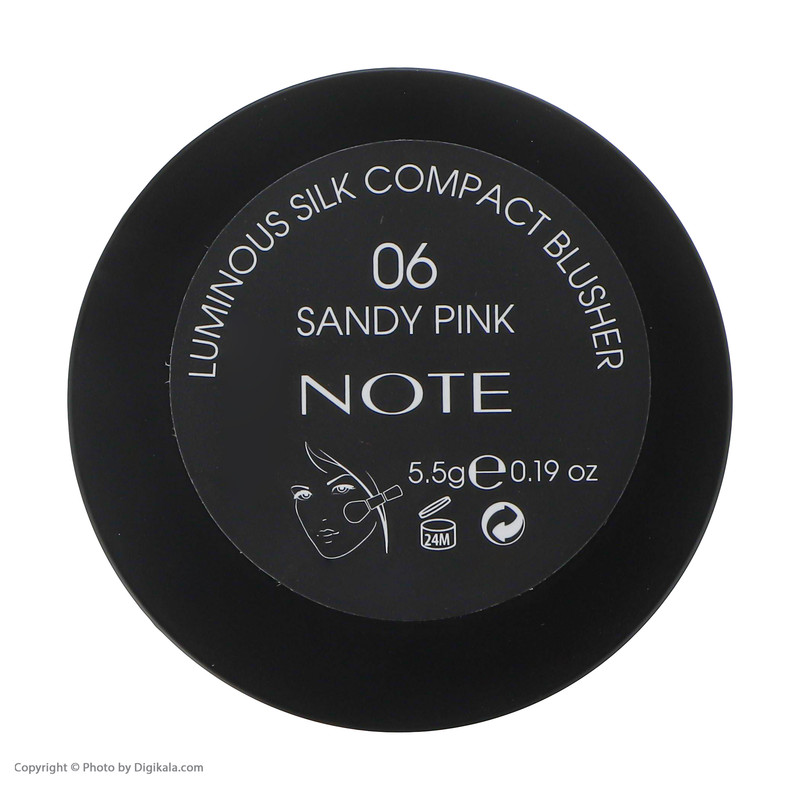 LUMINOUS SILK COMPACT BLUSHER
06
SANDY PINK
NOTE
5.5g e 0.19 oz
24M
Copyright © Photo by Digikala.com